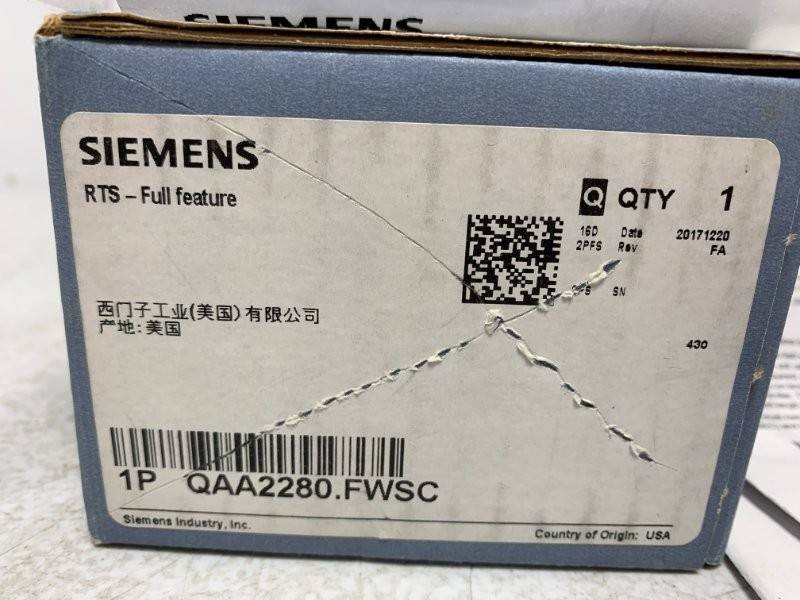 SIEMENS
SIEMENS
RTS – Full feature
Q QTY 1
16D Date 20171220
2PFS Rev FA
SN
西门子工业(美国)有限公司
产地: 美国
430
1P QAA2280.FWSC
Siemens Industry, Inc.
Country of Origin: USA